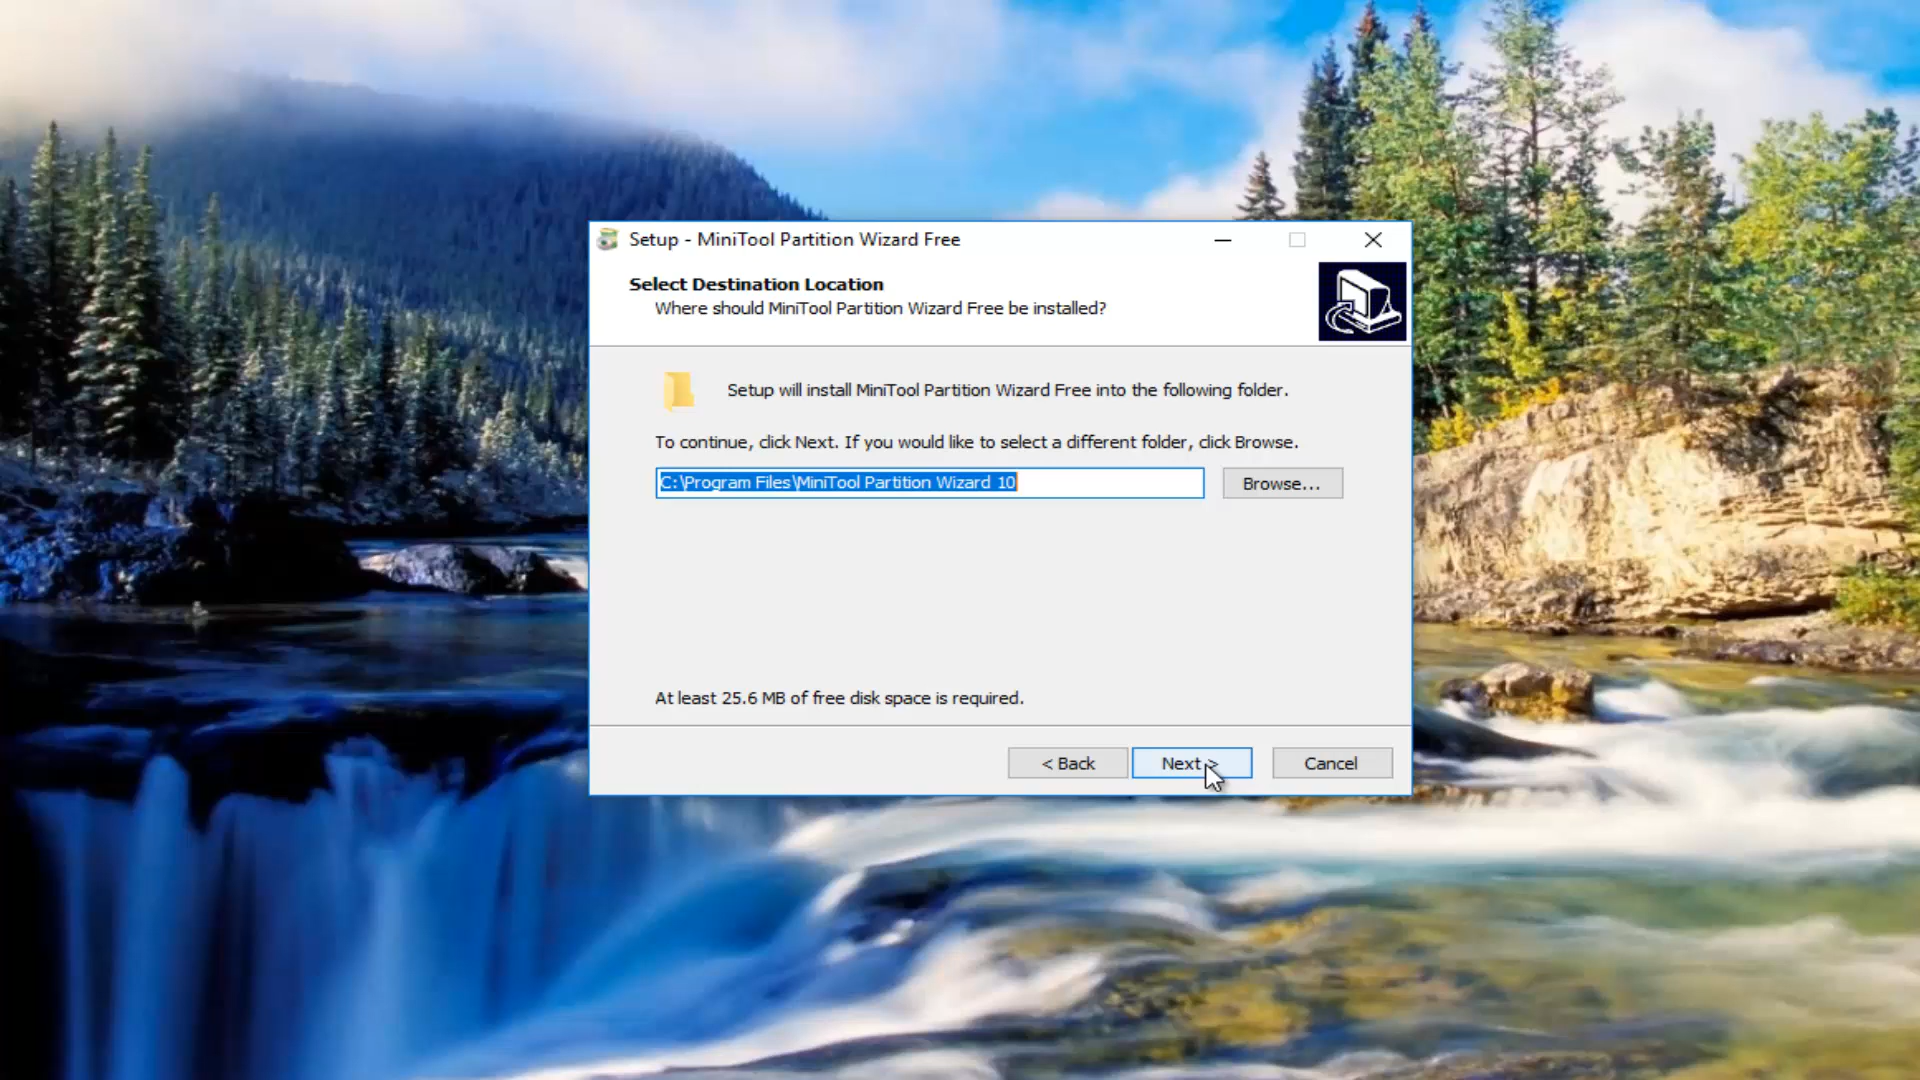 Setup - MiniTool Partition Wizard Free
Select Destination Location
Where should MiniTool Partition Wizard Free be installed?
Setup will install MiniTool Partition Wizard Free into the following folder.
To continue, click Next. If you would like to select a different folder, click Browse.
C:\Program Files\MiniTool Partition Wizard 10
Browse...
At least 25.6 MB of free disk space is required.
< Back
Next >
Cancel